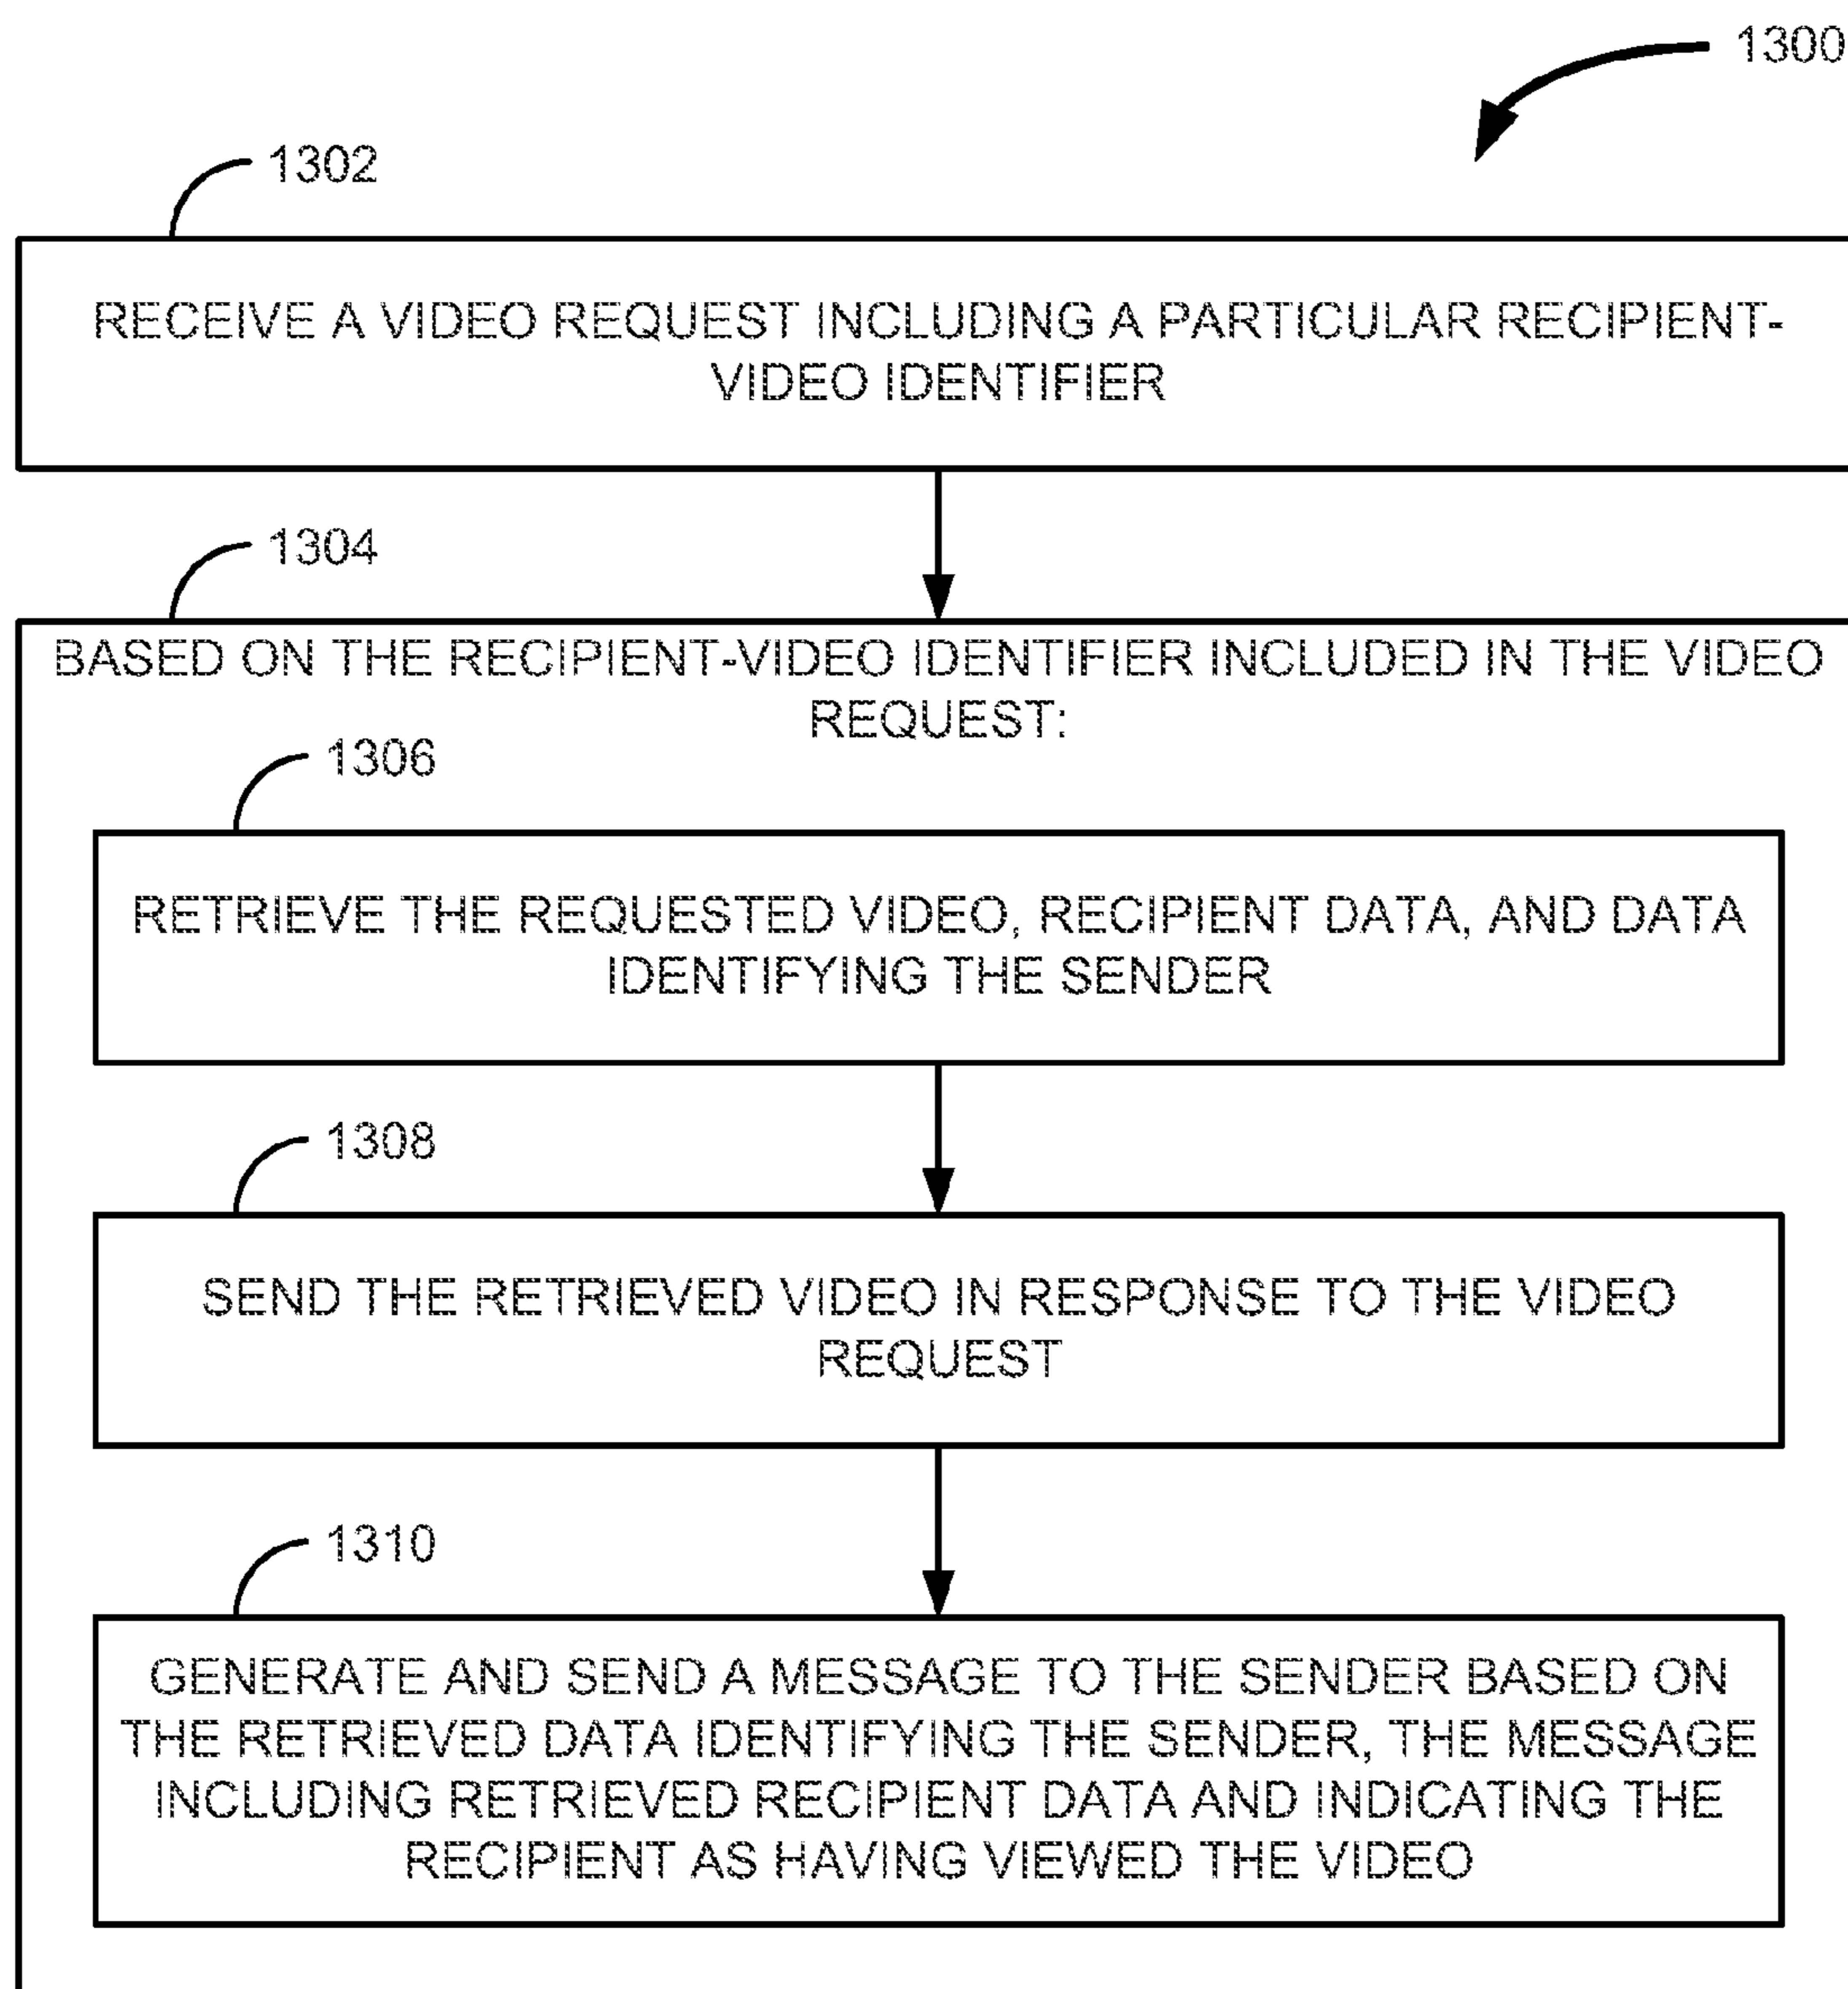 1300
1302
RECEIVE A VIDEO REQUEST INCLUDING A PARTICULAR RECIPIENT-
VIDEO IDENTIFIER
1304
BASED ON THE RECIPIENT-VIDEO IDENTIFIER INCLUDED IN THE VIDEO
REQUEST:
1306
RETRIEVE THE REQUESTED VIDEO, RECIPIENT DATA, AND DATA
IDENTIFYING THE SENDER
1308
SEND THE RETRIEVED VIDEO IN RESPONSE TO THE VIDEO
REQUEST
1310
GENERATE AND SEND A MESSAGE TO THE SENDER BASED ON
THE RETRIEVED DATA IDENTIFYING THE SENDER, THE MESSAGE
INCLUDING RETRIEVED RECIPIENT DATA AND INDICATING THE
RECIPIENT AS HAVING VIEWED THE VIDEO